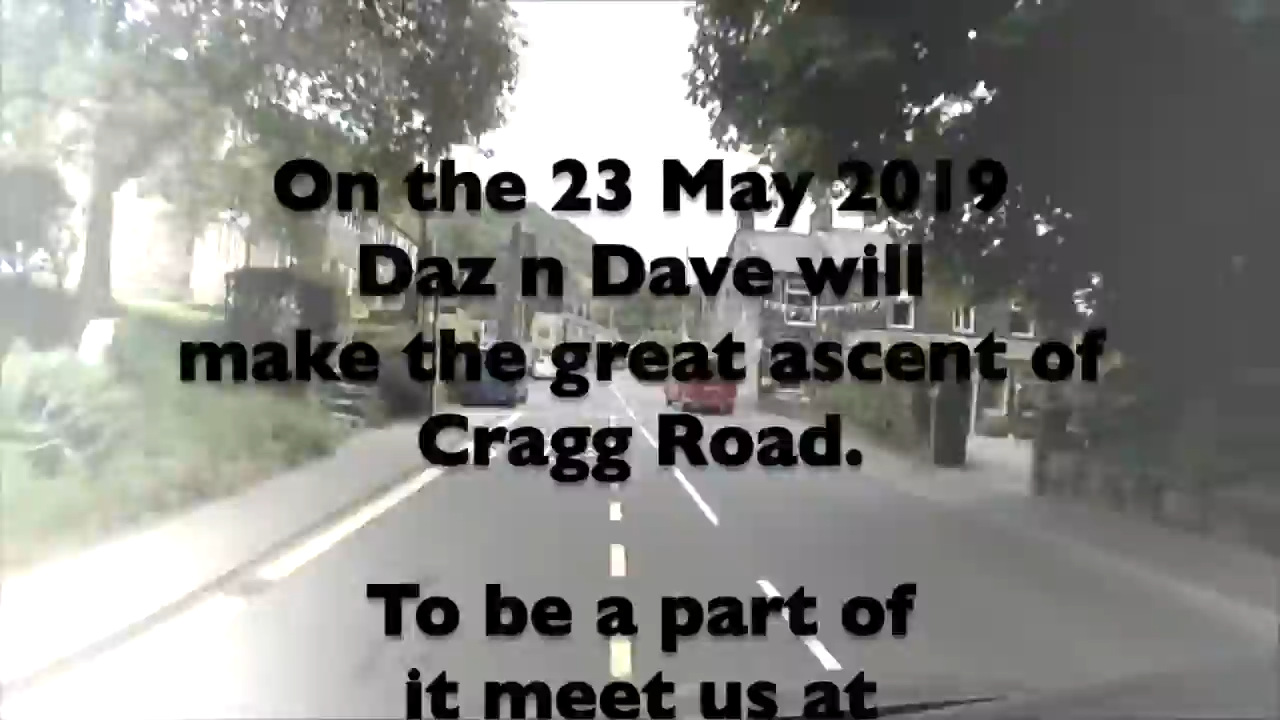 On the 23 May 2019
Daz n Dave will
make the great ascent of
Cragg Road.
To be a part of
it meet us at